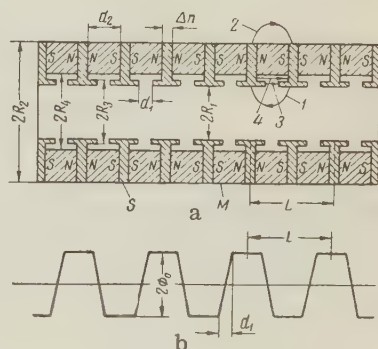 d₂ Δn 2
S N N S S N N S S N N S
2R₂ 2R₄ 2R₃ d₁ 2R₁ 4 3 1
N S S N N S S N N S S N
S M L
a
L
2Φ₀
d₁
b